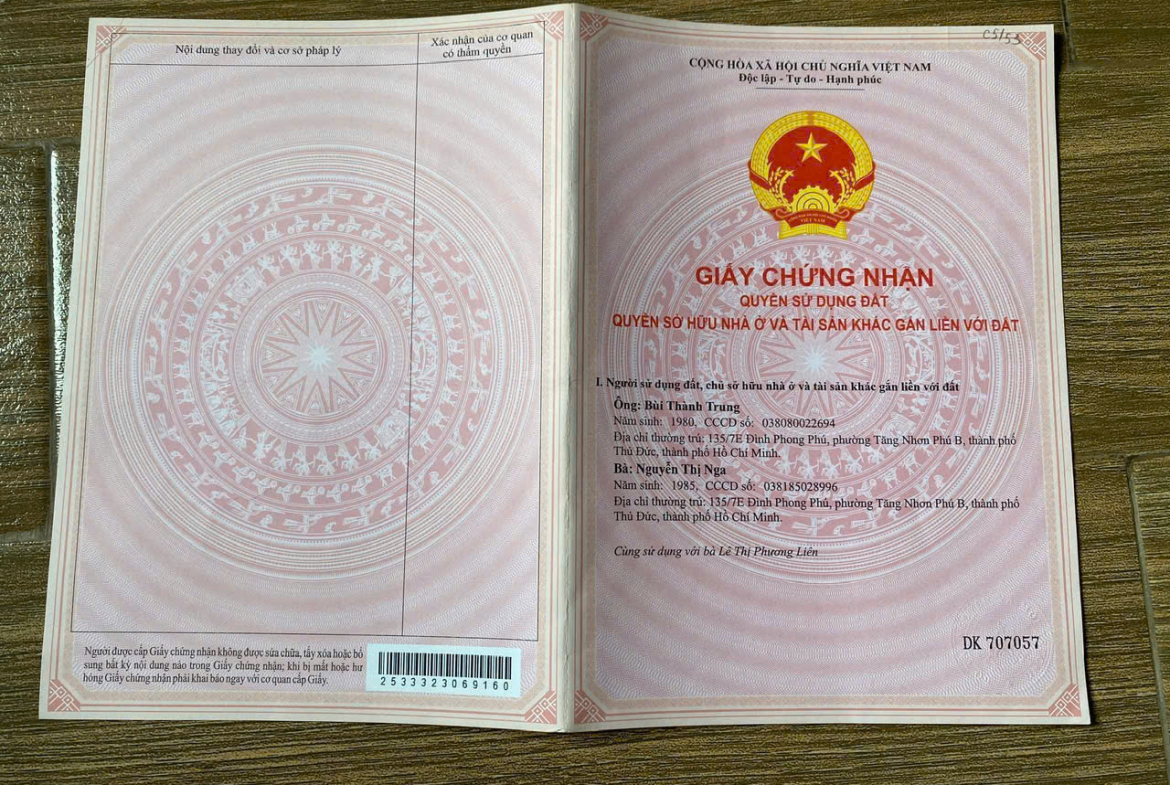 Nội dung thay đổi và cơ sở pháp lý
Xác nhận của cơ quan
có thẩm quyền
Người được cấp Giấy chứng nhận không được sửa chữa, tẩy xóa hoặc bổ
sung bất kỳ nội dung nào trong Giấy chứng nhận; khi bị mất hoặc hư
hỏng Giấy chứng nhận phải khai báo ngay với cơ quan cấp Giấy.
2533323069160
CS/53
CỘNG HÒA XÃ HỘI CHỦ NGHĨA VIỆT NAM
Độc lập - Tự do - Hạnh phúc
VIỆT NAM
GIẤY CHỨNG NHẬN
QUYỀN SỬ DỤNG ĐẤT
QUYỀN SỞ HỮU NHÀ Ở VÀ TÀI SẢN KHÁC GẮN LIỀN VỚI ĐẤT
I. Người sử dụng đất, chủ sở hữu nhà ở và tài sản khác gắn liền với đất
Ông: Bùi Thành Trung
Năm sinh: 1980, CCCD số: 038080022694
Địa chỉ thường trú: 135/7E Đình Phong Phú, phường Tăng Nhơn Phú B, thành phố
Thủ Đức, thành phố Hồ Chí Minh.
Bà: Nguyễn Thị Nga
Năm sinh: 1985, CCCD số: 038185028996
Địa chỉ thường trú: 135/7E Đình Phong Phú, phường Tăng Nhơn Phú B, thành phố
Thủ Đức, thành phố Hồ Chí Minh.
Cùng sử dụng với bà Lê Thị Phương Liên
DK 707057